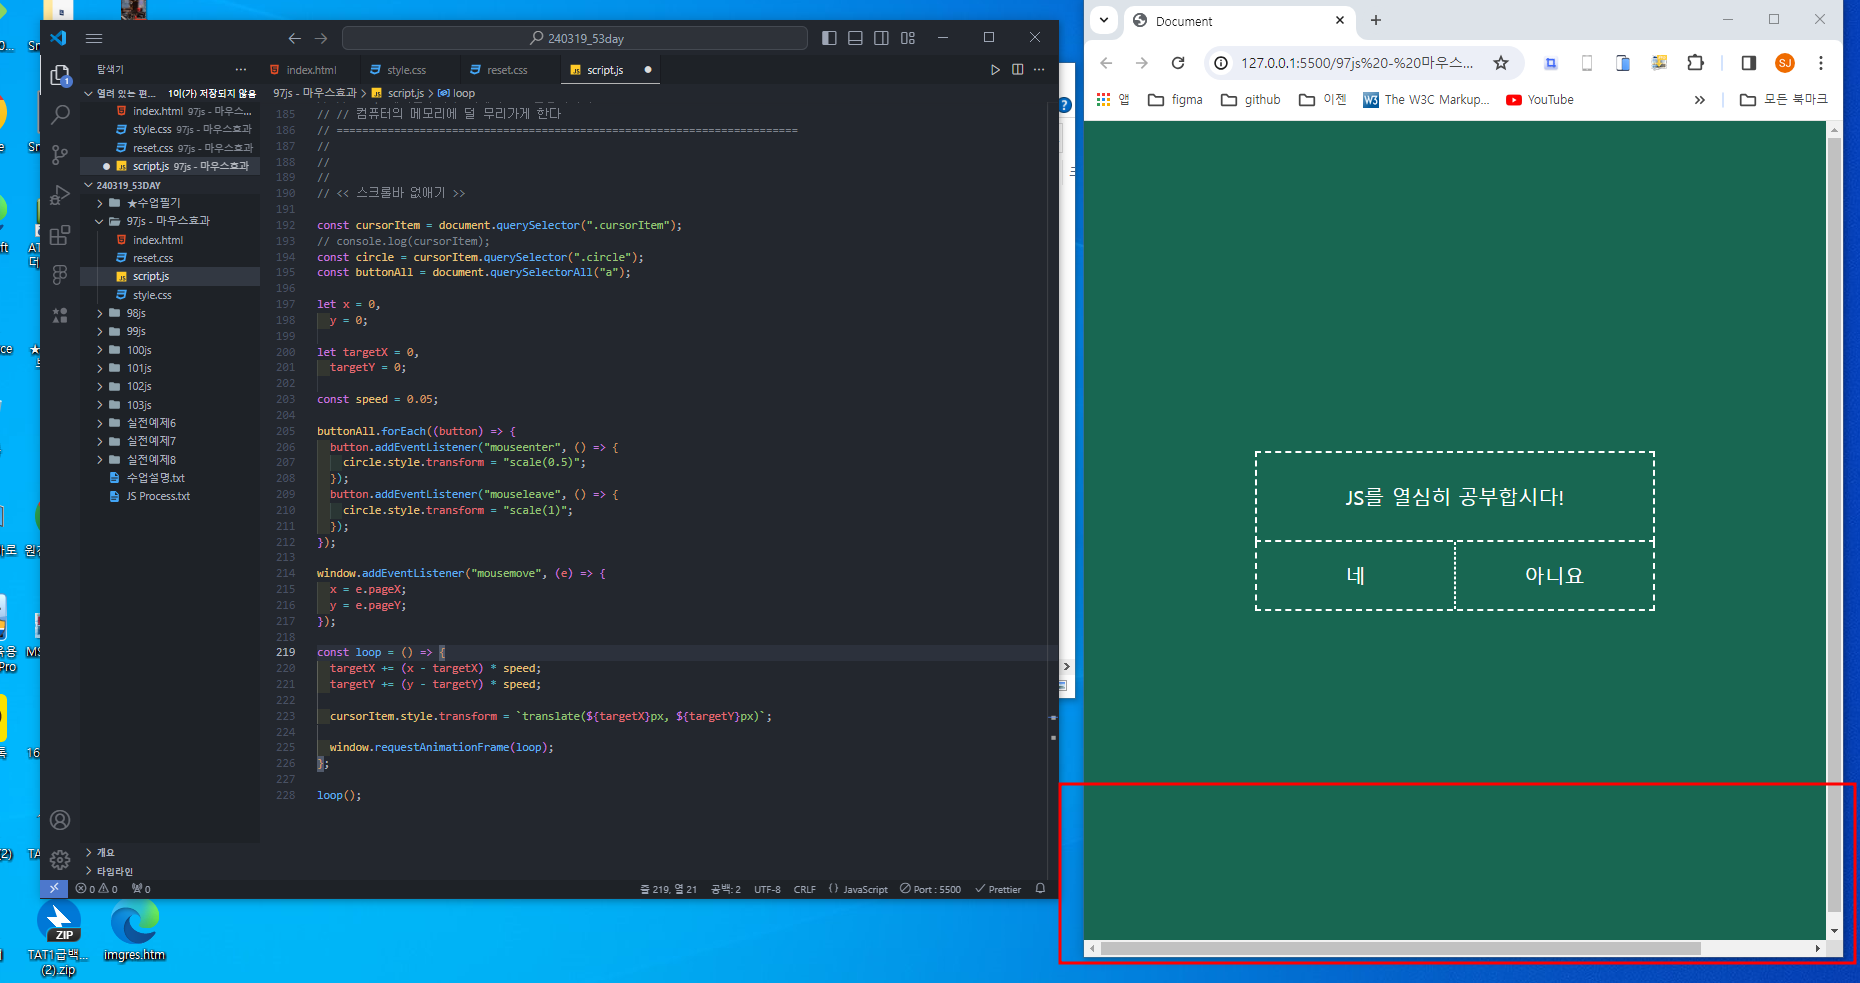 240319_53day
탐색기
index.html
style.css
reset.css
script.js
열려 있는 편... 1이(가) 저장되지 않음
index.html 97js - 마우스...
style.css 97js - 마우스효과
reset.css 97js - 마우스효과
script.js 97js - 마우스효과
240319_53DAY
★수업필기
97js - 마우스효과
index.html
reset.css
script.js
style.css
98js
99js
100js
101js
102js
103js
실전예제6
실전예제7
실전예제8
수업설명.txt
JS Process.txt
개요
타임라인
97js - 마우스효과 > script.js > loop
185 // // 컴퓨터의 메모리에 덜 무리가게 한다
186 // ========================================================================
187 //
188 //
189 //
190 // << 스크롤바 없애기 >>
191
192 const cursorItem = document.querySelector(".cursorItem");
193 // console.log(cursorItem);
194 const circle = cursorItem.querySelector(".circle");
195 const buttonAll = document.querySelectorAll("a");
196
197 let x = 0,
198 y = 0;
199
200 let targetX = 0,
201 targetY = 0;
202
203 const speed = 0.05;
204
205 buttonAll.forEach((button) => {
206 button.addEventListener("mouseenter", () => {
207 circle.style.transform = "scale(0.5)";
208 });
209 button.addEventListener("mouseleave", () => {
210 circle.style.transform = "scale(1)";
211 });
212 });
213
214 window.addEventListener("mousemove", (e) => {
215 x = e.pageX;
216 y = e.pageY;
217 });
218
219 const loop = () => {
220 targetX += (x - targetX) * speed;
221 targetY += (y - targetY) * speed;
222
223 cursorItem.style.transform = `translate(${targetX}px, ${targetY}px)`;
224
225 window.requestAnimationFrame(loop);
226 };
227
228 loop();
0 0 0
줄 219, 열 21 공백: 2 UTF-8 CRLF {} JavaScript Port : 5500 Prettier
ZIP
TAT1급백...
(2).zip
imgres.htm
Document
127.0.0.1:5500/97js%20-%20마우스...
SJ
앱 figma github 이젠 W3 The W3C Markup... YouTube » 모든 북마크
JS를 열심히 공부합시다!
네 아니요